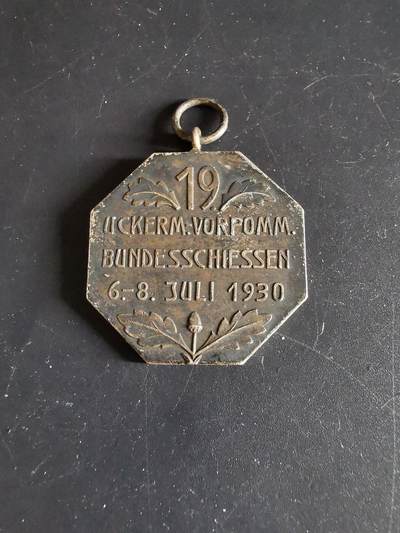 19
UCKERM.VORPOMM.
BUNDESSCHIESSEN
6.-8. JULI 1930